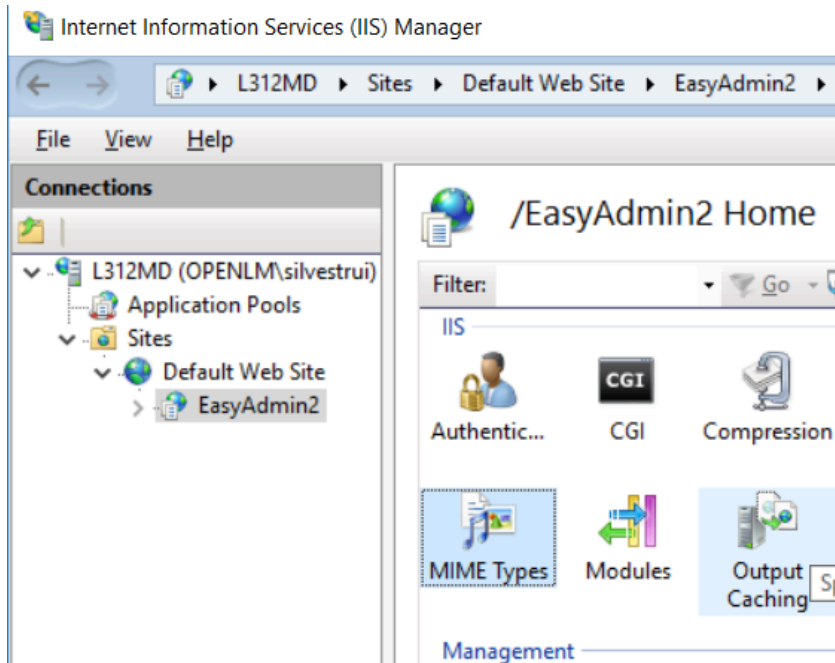 Internet Information Services (IIS) Manager
L312MD Sites Default Web Site EasyAdmin2
File View Help
Connections
L312MD (OPENLM\silvestrui)
Application Pools
Sites
Default Web Site
EasyAdmin2
/EasyAdmin2 Home
Filter: Go
IIS
Authentic... CGI Compression
CGI
MIME Types Modules Output
Caching
Management